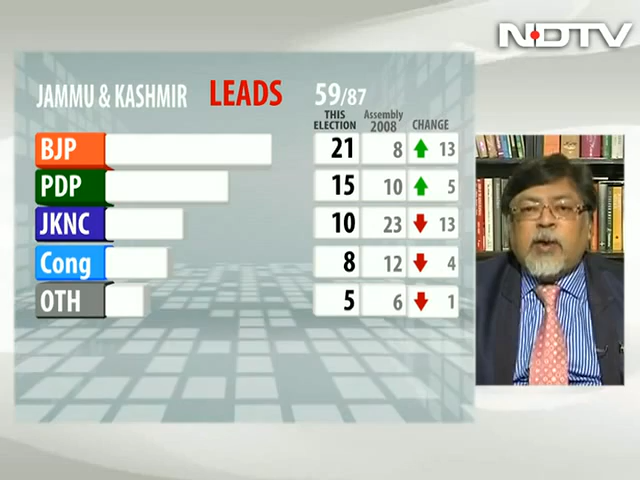 NDTV
JAMMU & KASHMIR LEADS 59/87
THIS ELECTION Assembly 2008 CHANGE
BJP 21 8 13
PDP 15 10 5
JKNC 10 23 13
Cong 8 12 4
OTH 5 6 1